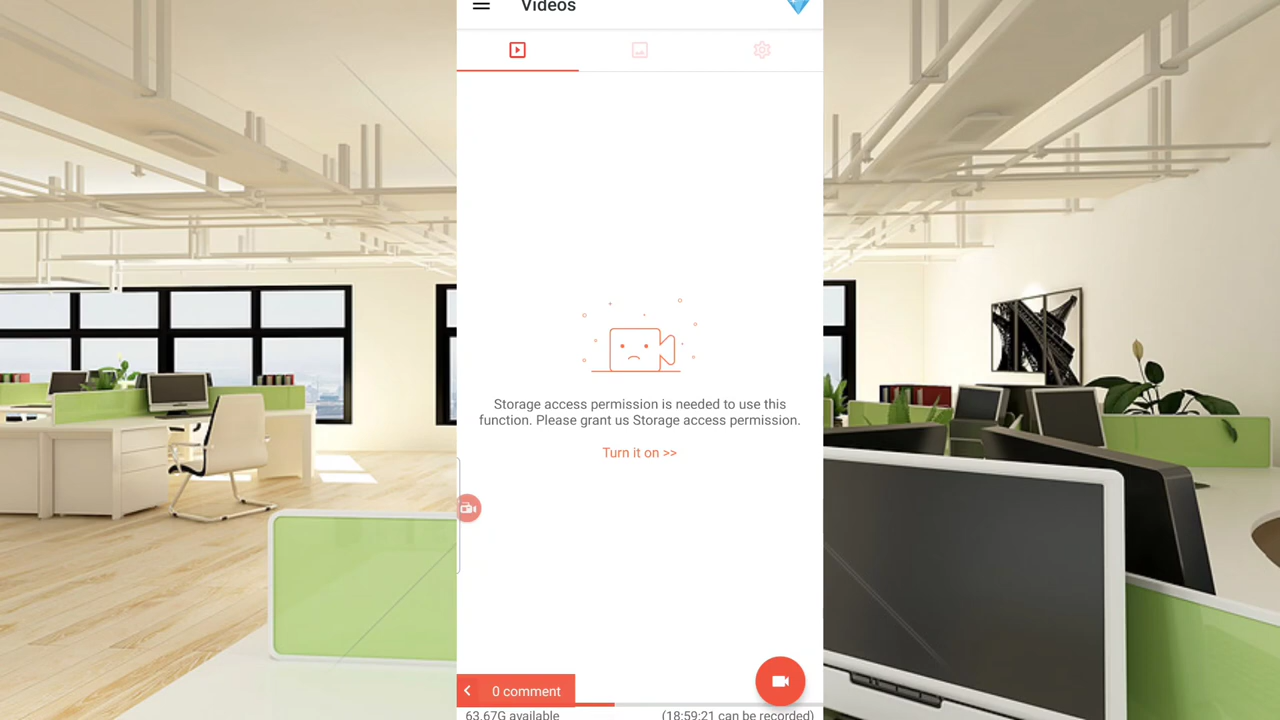 Videos
Storage access permission is needed to use this
function. Please grant us Storage access permission.
Turn it on >>
0 comment
63.67G available
(18:59:21 can be recorded)